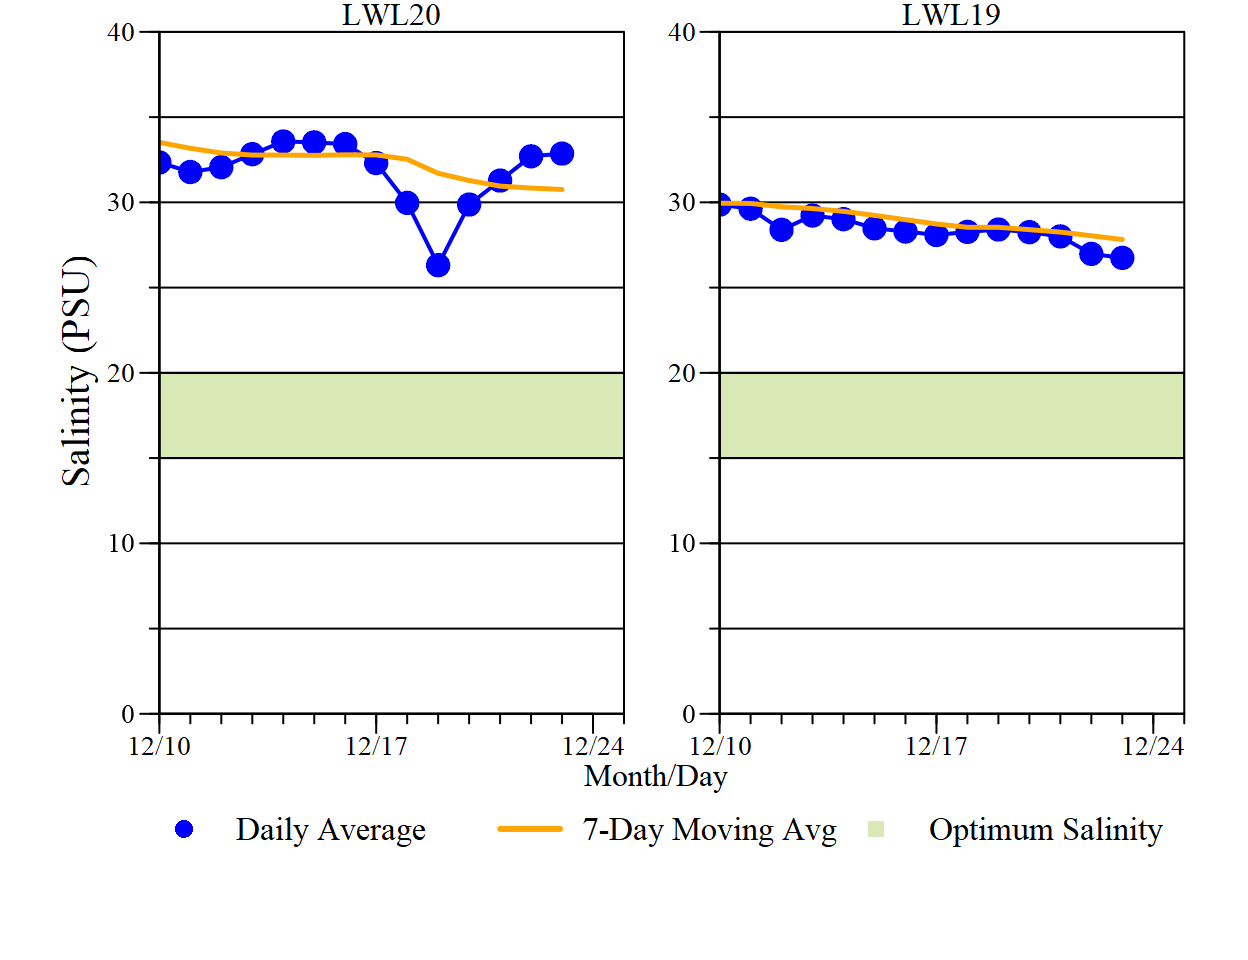 LWL20
LWL19
40
30
20
10
0
40
30
20
10
0
Salinity (PSU)
12/10
12/17
12/24
12/10
12/17
12/24
Month/Day
Daily Average
7-Day Moving Avg
Optimum Salinity